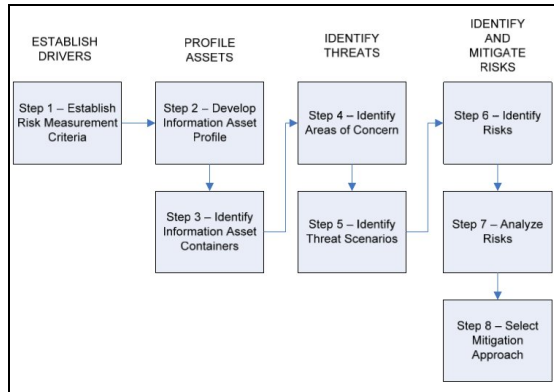 ESTABLISH
DRIVERS
PROFILE
ASSETS
IDENTIFY
THREATS
IDENTIFY
AND
MITIGATE
RISKS
Step 1 – Establish
Risk Measurement
Criteria
Step 2 – Develop
Information Asset
Profile
Step 3 – Identify
Information Asset
Containers
Step 4 – Identify
Areas of Concern
Step 5 – Identify
Threat Scenarios
Step 6 – Identify
Risks
Step 7 – Analyze
Risks
Step 8 – Select
Mitigation
Approach